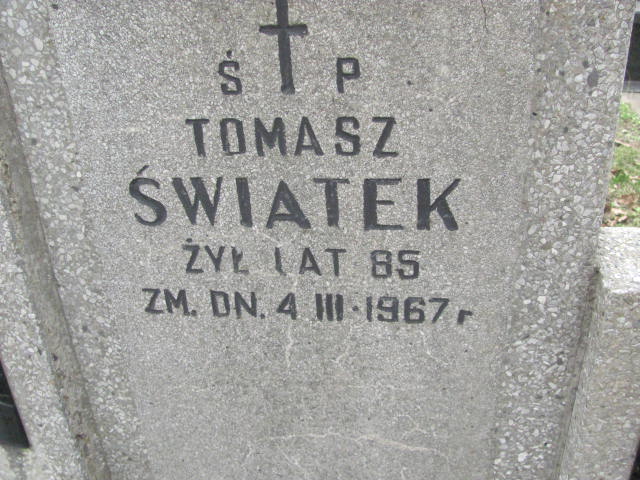 Ś P
TOMASZ
ŚWIATEK
ŻYŁ LAT 85
ZM. DN. 4 III · 1967 r